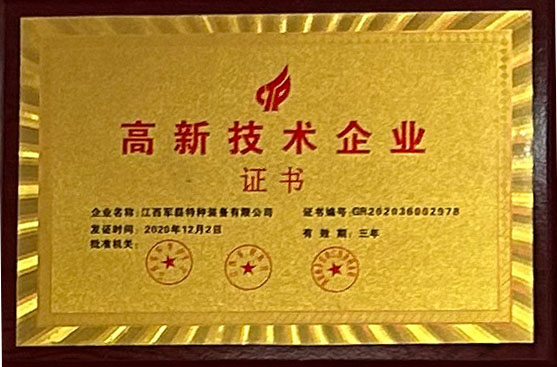 高新技术企业
证书
企业名称：江西军磊特种装备有限公司 证书编号：GR202036002978
发证时间：2020年12月2日 有效期：三年
批准机关：